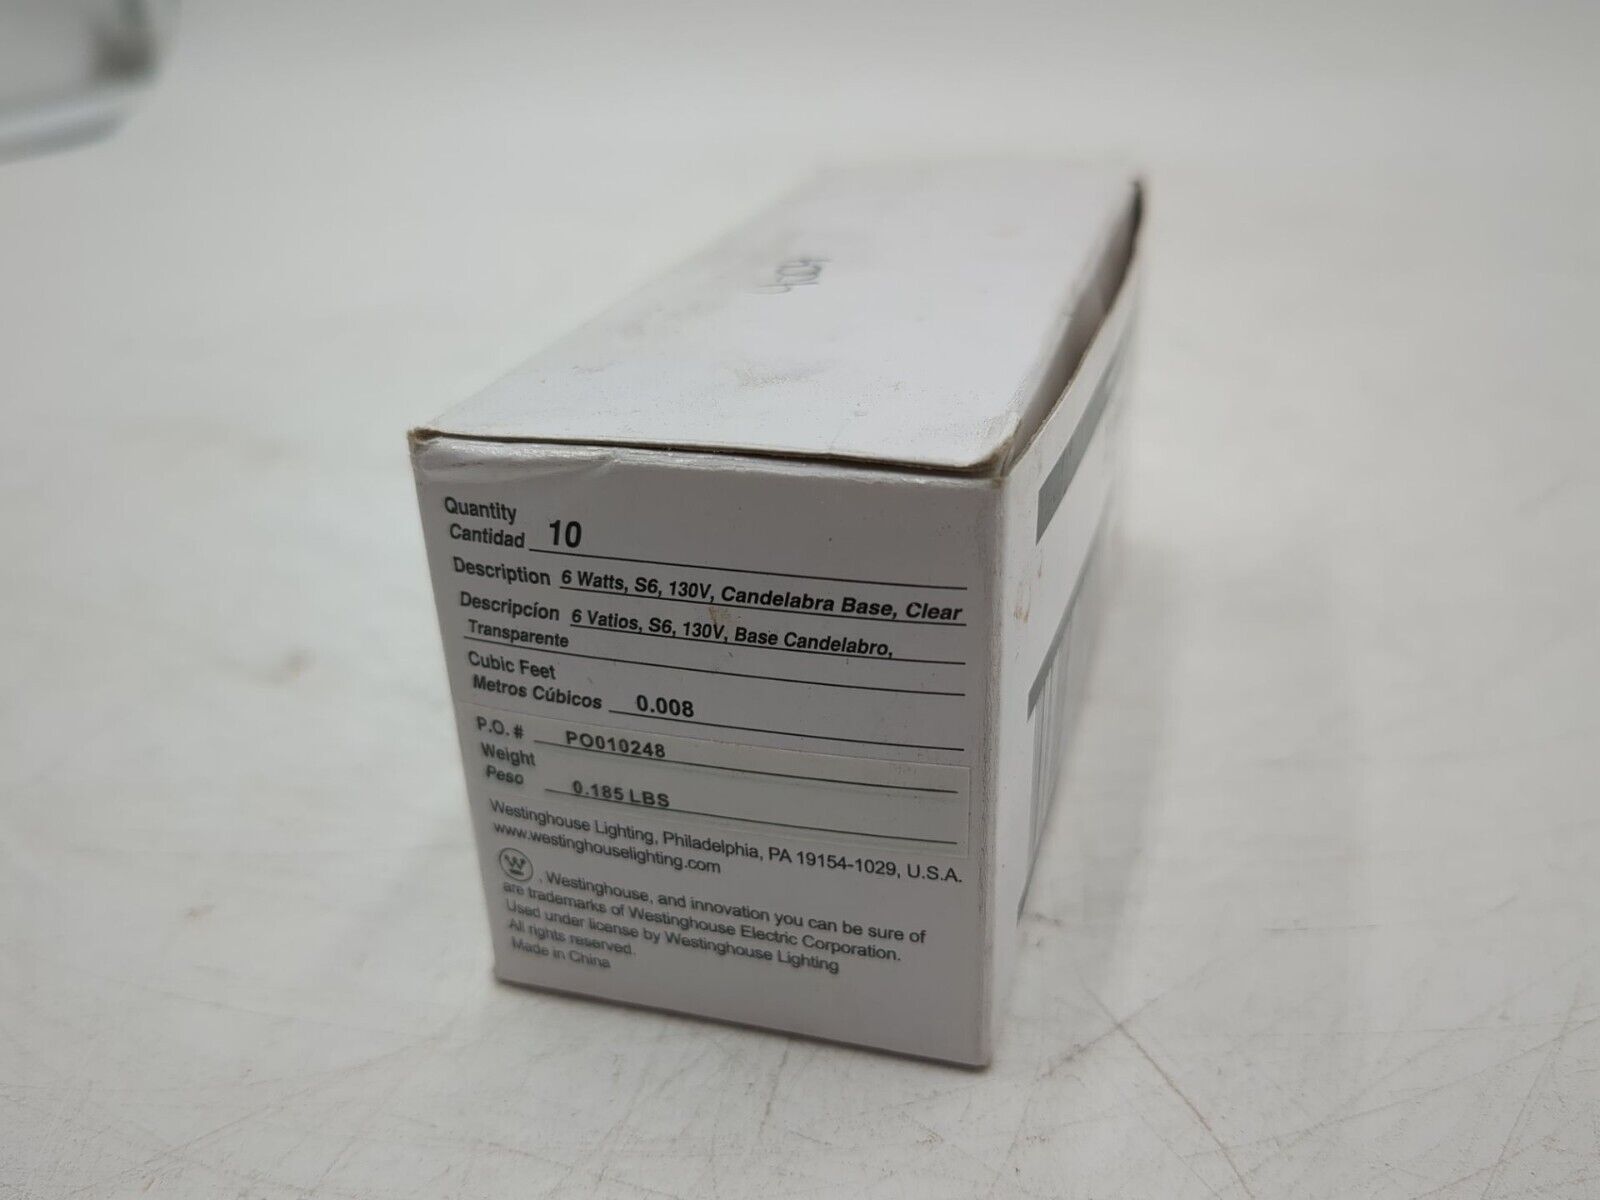 Quantity
Cantidad 10
Description 6 Watts, S6, 130V, Candelabra Base, Clear
Descripcíon 6 Vatios, S6, 130V, Base Candelabro,
Transparente
Cubic Feet
Metros Cúbicos 0.008
P.O. # PO010248
Weight
Peso 0.185 LBS
Westinghouse Lighting, Philadelphia, PA 19154-1029, U.S.A.
www.westinghouselighting.com
W , Westinghouse, and innovation you can be sure of
are trademarks of Westinghouse Electric Corporation.
Used under license by Westinghouse Lighting
All rights reserved.
Made in China